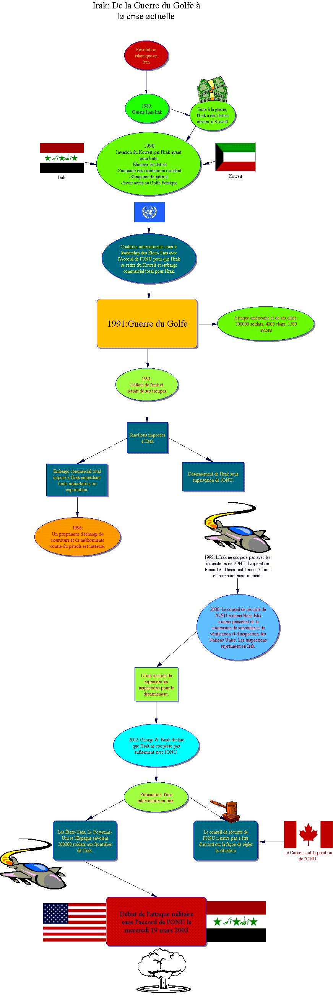 Irak: De la Guerre du Golfe à
la crise actuelle
Révolution
islamique en
Iran
1980:
Guerre Iran-Irak
Suite à la guerre,
l'Irak a des dettes
envers le Koweït
1990
Invasion du Koweït par l'Irak ayant
pour buts:
-Éliminer les dettes
-S'emparer des capitaux en occident
-S'emparer du pétrole
-Avoir accès au Golfe Persique
Irak
Koweït
Coalition internationale sous le
leadership des États-Unis avec
l'Accord de l'ONU pour que l'Irak
se retire du Koweït et embargo
commercial total pour l'Irak.
1991:Guerre du Golfe
Attaque américaine et de ses alliés:
700000 soldats, 4000 chars, 1500
avions
1991:
Défaite de l'irak et
retrait de ses troupes
Sanctions imposées
à l'Irak
Embargo commercial total
imposé à l'Irak empêchant
toute importation ou
exportation.
Désarmement de l'Irak sous
supervision de l'ONU.
1996:
Un programme d'échange de
nourriture et de médicaments
contre du pétrole est instauré.
1998: L'Irak ne coopère pas avec les
inspecteurs de l'ONU. L'opération
Renard du Désert est lancée: 3 jours
de bombardement intensif.
2000: Le conseil de sécurité de
l'ONU nomme Hans Blix
comme président de la
commision de surveillance de
vérification et d'inspection des
Nations Unies. Les inspections
reprennent en Irak.
L'Irak accepte de
reprendre les
inspections pour le
désarmement.
2002: George W. Bush déclare
que l'Irak ne coopèere pas
sufisament avec l'ONU.
Préparation d'une
intervention en Irak.
Les États-Unis, Le Royaume-
Uni et l'Espagne envoient
300000 soldats aux frontières
de l'Irak.
Le conseil de sécurité de
l'ONU n'arrive pas à être
d'accord sur la façon de régler
la situation
Le Canada suit la position
de l'ONU.
Début de l'attaque militaire
sans l'accord de l'ONU le
mercredi 19 mars 2003